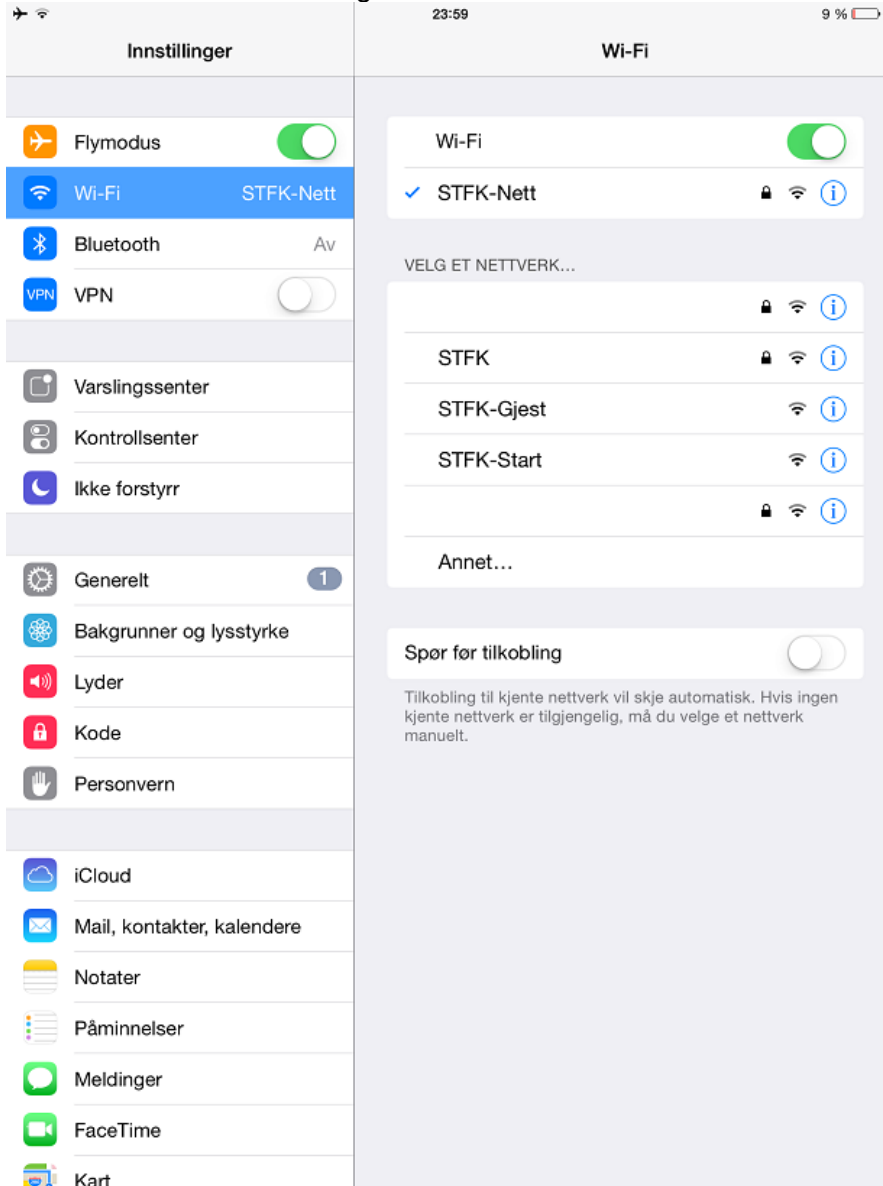 23:59
9 %
Innstillinger
Flymodus
Wi-Fi STFK-Nett
Bluetooth Av
VPN VPN
Varslingssenter
Kontrollsenter
Ikke forstyrr
Generelt 1
Bakgrunner og lysstyrke
Lyder
Kode
Personvern
iCloud
Mail, kontakter, kalendere
Notater
Påminnelser
Meldinger
FaceTime
Kart
Wi-Fi
Wi-Fi
STFK-Nett
VELG ET NETTVERK...
STFK
STFK-Gjest
STFK-Start
Annet...
Spør før tilkobling
Tilkobling til kjente nettverk vil skje automatisk. Hvis ingen
kjente nettverk er tilgjengelig, må du velge et nettverk
manuelt.